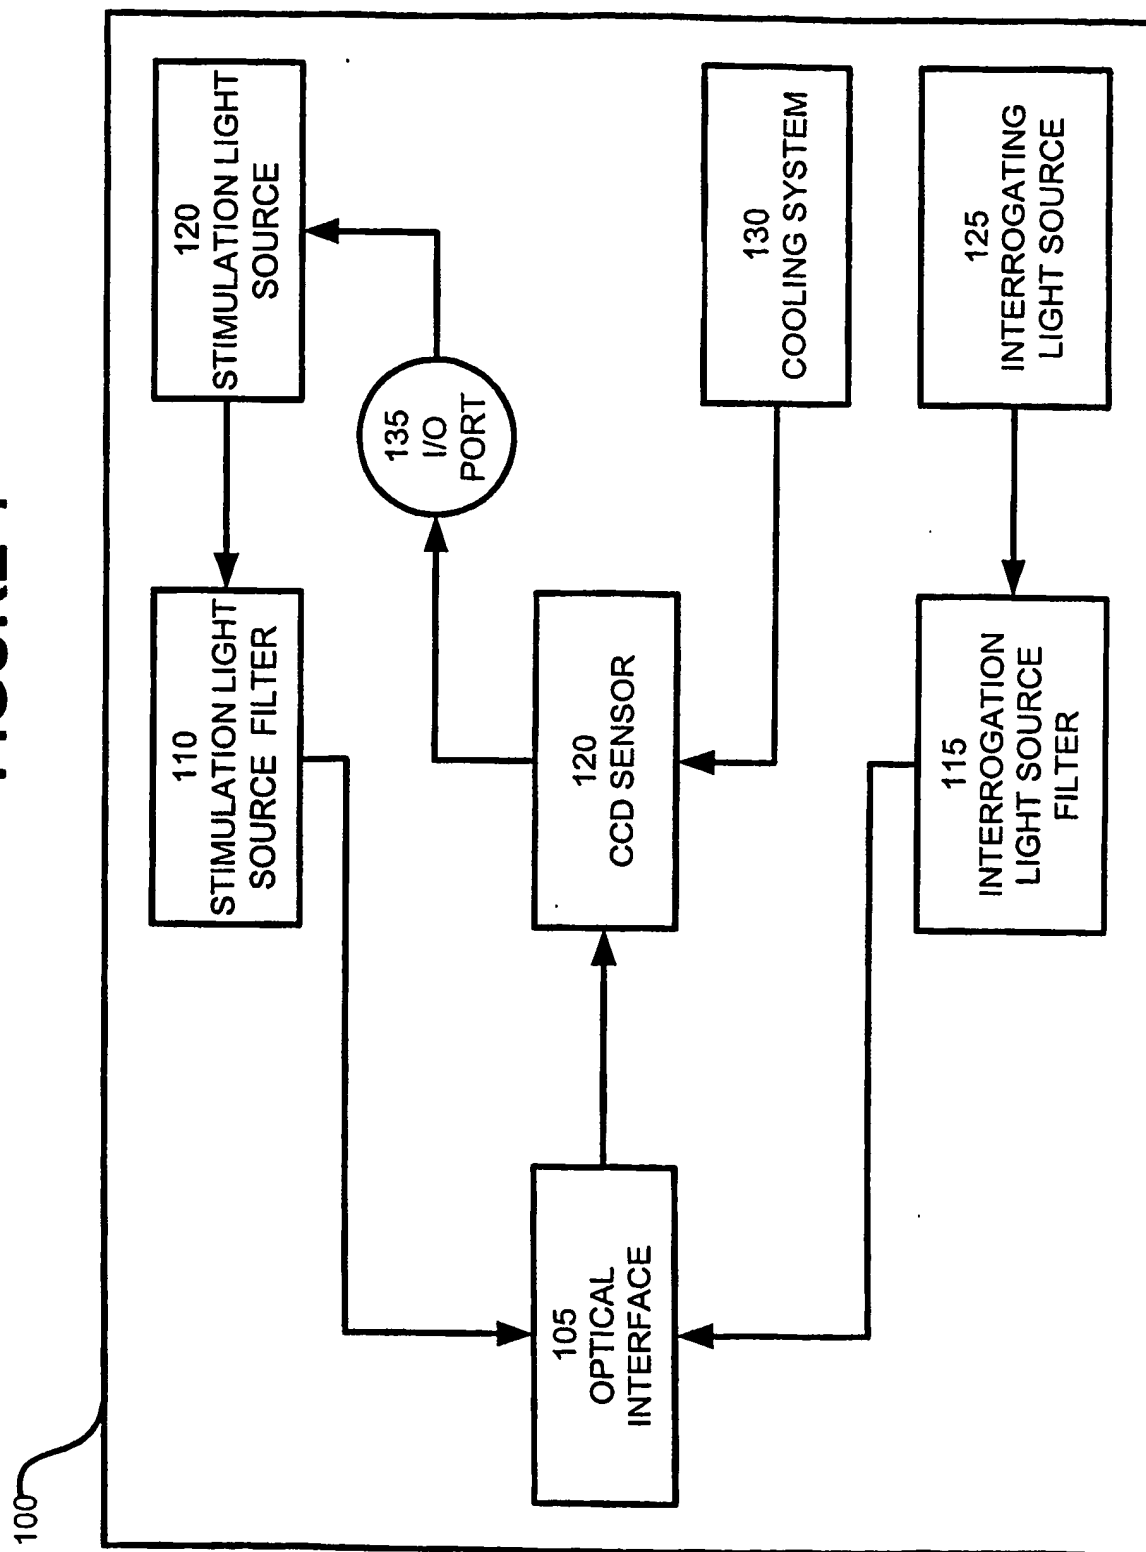 FIGURE
100
110
STIMULATION LIGHT
SOURCE FILTER
120
STIMULATION LIGHT
SOURCE
135
I/O
PORT
105
OPTICAL
INTERFACE
120
CCD SENSOR
130
COOLING SYSTEM
115
INTERROGATION
LIGHT SOURCE
FILTER
125
INTERROGATING
LIGHT SOURCE